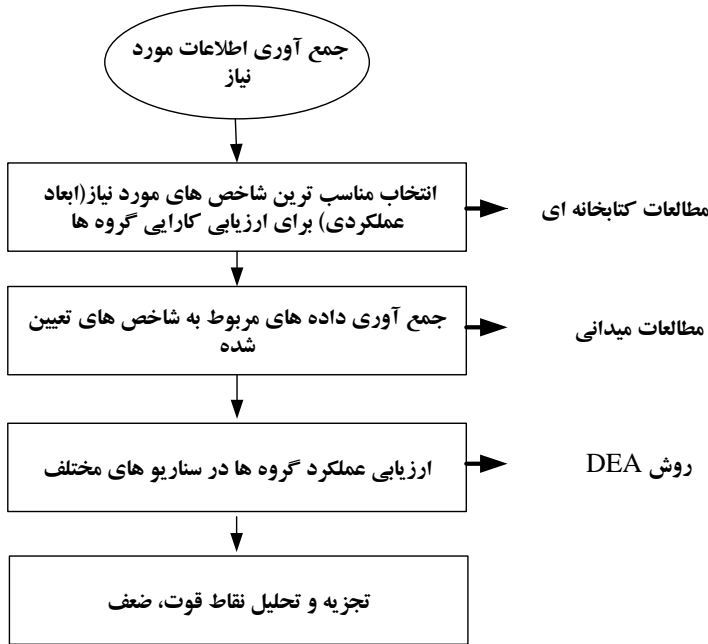 جمع آوری اطلاعات مورد
نیاز
انتخاب مناسب ترین شاخص های مورد نیاز(ابعاد
عملکردی) برای ارزیابی کارایی گروه ها
مطالعات کتابخانه ای
جمع آوری داده های مربوط به شاخص های تعیین
شده
مطالعات میدانی
ارزیابی عملکرد گروه ها در سناریو های مختلف
روش DEA
تجزیه و تحلیل نقاط قوت، ضعف